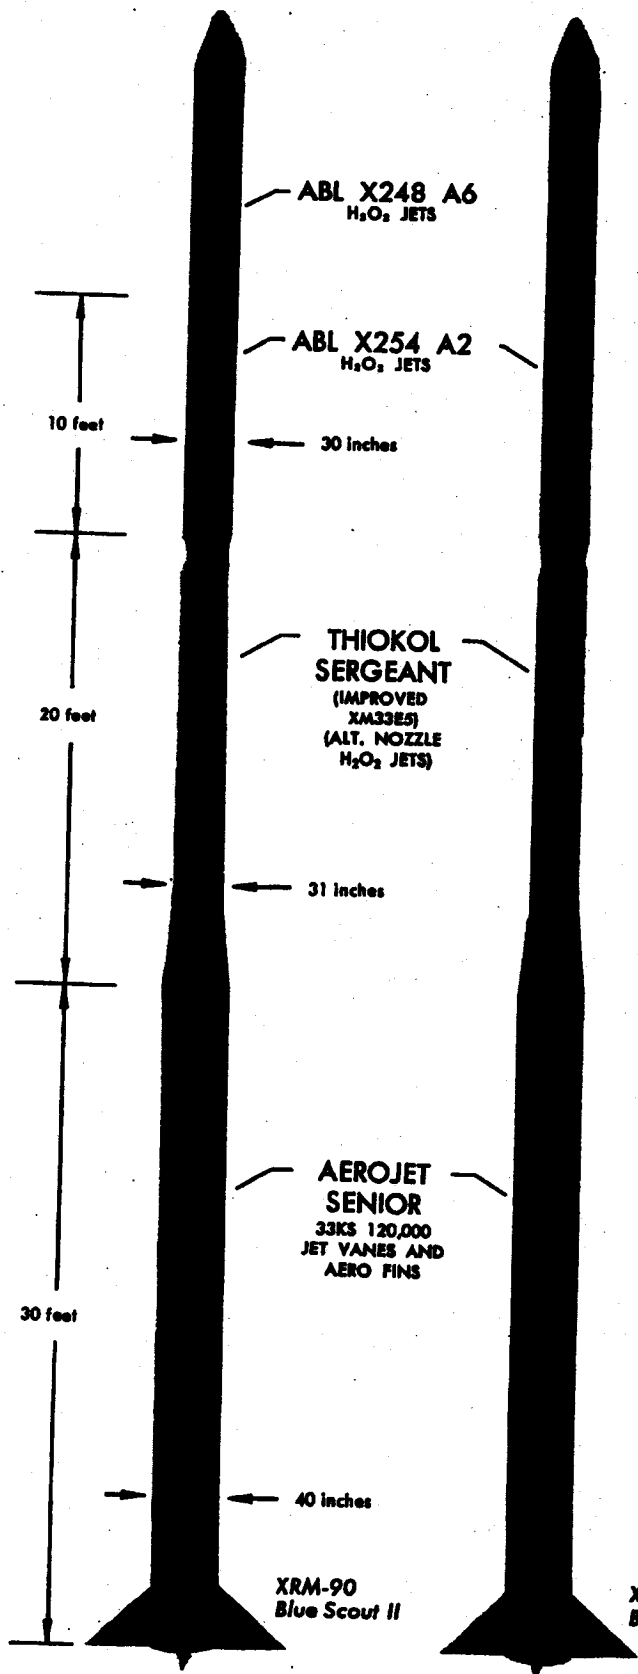 ABL X248 A6
H₂O₂ JETS
ABL X254 A2
H₂O₂ JETS
10 feet
30 inches
THIOKOL
SERGEANT
(IMPROVED
XM33E5)
(ALT. NOZZLE
H₂O₂ JETS)
20 feet
31 inches
AEROJET
SENIOR
33KS 120,000
JET VANES AND
AERO FINS
30 feet
40 inches
XRM-90
Blue Scout II
X
B